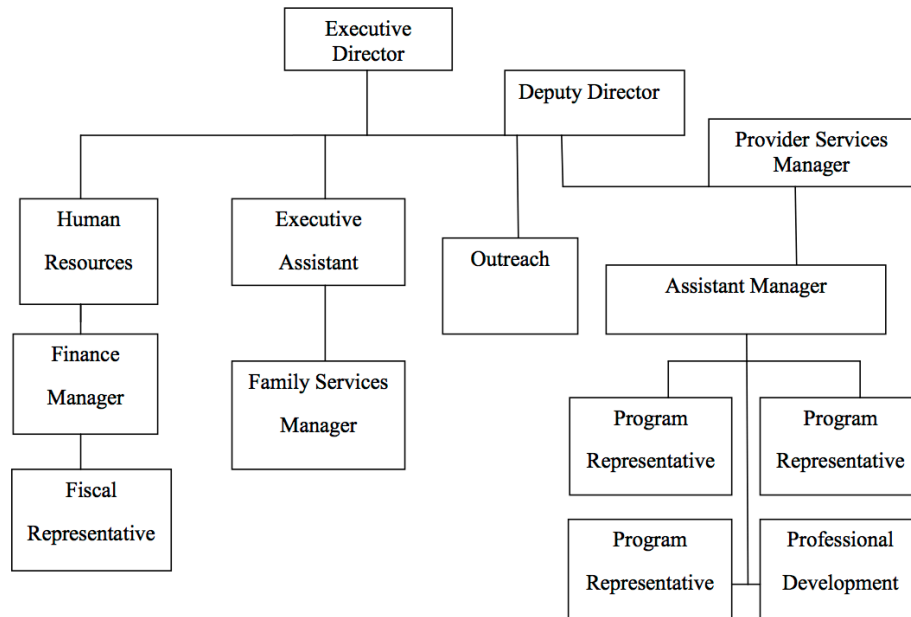 Executive
Director
Deputy Director
Provider Services
Manager
Human
Resources
Executive
Assistant
Outreach
Assistant Manager
Finance
Manager
Family Services
Manager
Program
Representative
Program
Representative
Fiscal
Representative
Program
Representative
Professional
Development